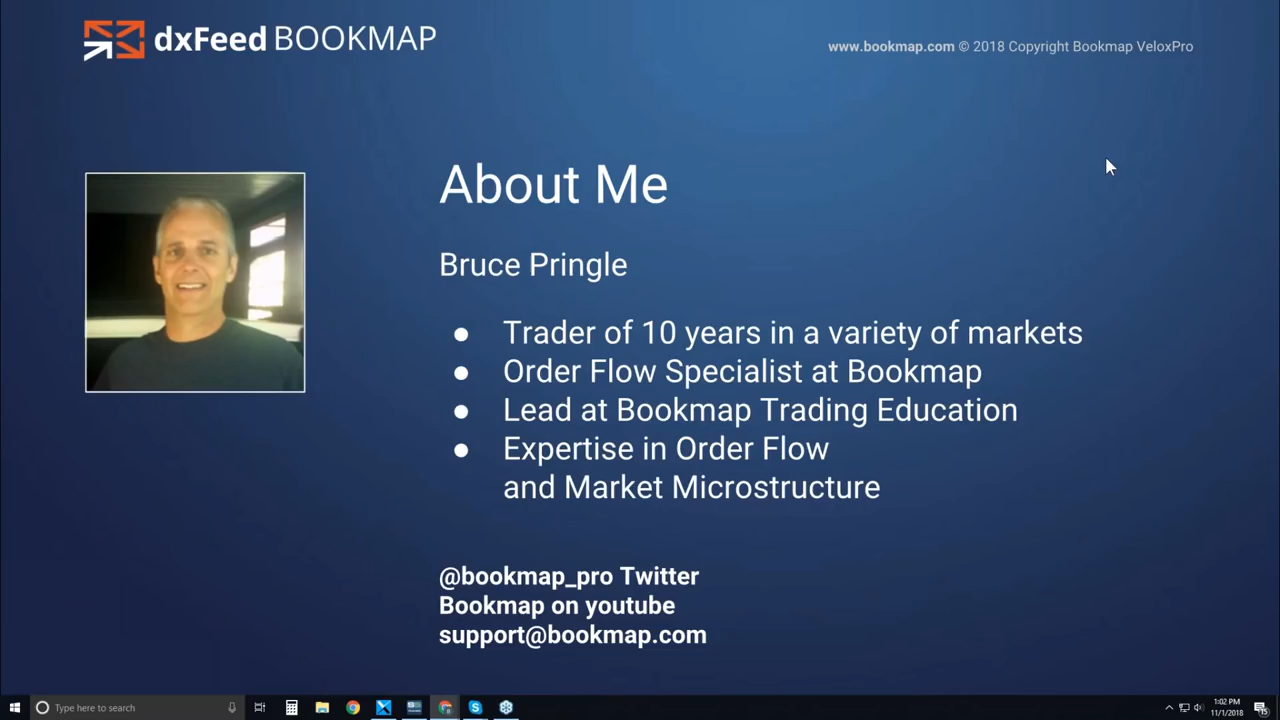 dxFeed BOOKMAP
www.bookmap.com © 2018 Copyright Bookmap VeloxPro
About Me
Bruce Pringle
● Trader of 10 years in a variety of markets
● Order Flow Specialist at Bookmap
● Lead at Bookmap Trading Education
● Expertise in Order Flow
and Market Microstructure
@bookmap_pro Twitter
Bookmap on youtube
support@bookmap.com
Type here to search
1:02 PM
11/1/2018